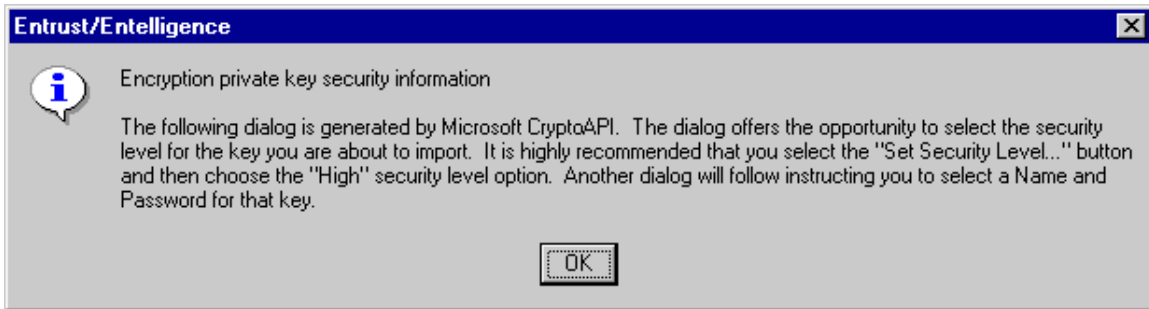 Entrust/Entelligence
Encryption private key security information
The following dialog is generated by Microsoft CryptoAPI.  The dialog offers the opportunity to select the security
level for the key you are about to import.  It is highly recommended that you select the "Set Security Level..." button
and then choose the "High" security level option.  Another dialog will follow instructing you to select a Name and
Password for that key.
OK